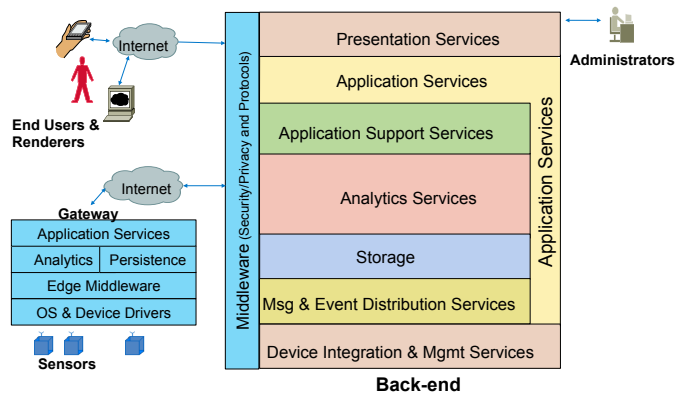 Internet
End Users &
Renderers
Internet
Gateway
Application Services
Analytics
Persistence
Edge Middleware
OS & Device Drivers
Sensors
Middleware (Security/Privacy and Protocols)
Presentation Services
Application Services
Application Support Services
Analytics Services
Storage
Msg & Event Distribution Services
Device Integration & Mgmt Services
Application Services
Back-end
Administrators